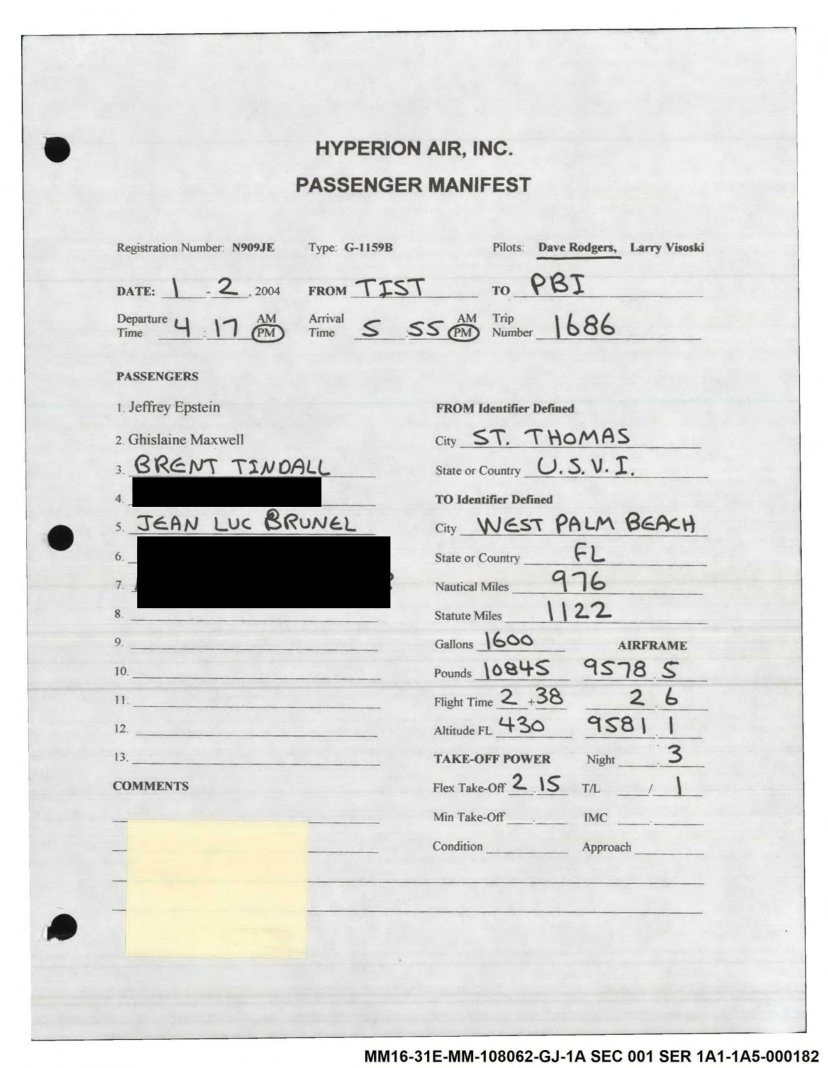 HYPERION AIR, INC.
PASSENGER MANIFEST
Registration Number: N909JE Type: G-1159B Pilots: Dave Rodgers, Larry Visoski
DATE: 1 - 2 , 2004 FROM TIST TO PBI
Departure Time 4 : 17 AM PM Arrival Time 5 55 AM PM Trip Number 1686
PASSENGERS
1. Jeffrey Epstein
2. Ghislaine Maxwell
3. BRENT TINDALL
4.
5. JEAN LUC BRUNEL
6.
7.
8.
9.
10.
11.
12.
13.
COMMENTS
FROM Identifier Defined
City ST. THOMAS
State or Country U.S.V.I.
TO Identifier Defined
City WEST PALM BEACH
State or Country FL
Nautical Miles 976
Statute Miles 1122
Gallons 1600 AIRFRAME
Pounds 10845 9578 . 5
Flight Time 2 + 38 2 . 6
Altitude FL 430 9581 . 1
TAKE-OFF POWER Night . 3
Flex Take-Off 2 . 15 T/L / 1
Min Take-Off . IMC .
Condition Approach
MM16-31E-MM-108062-GJ-1A SEC 001 SER 1A1-1A5-000182